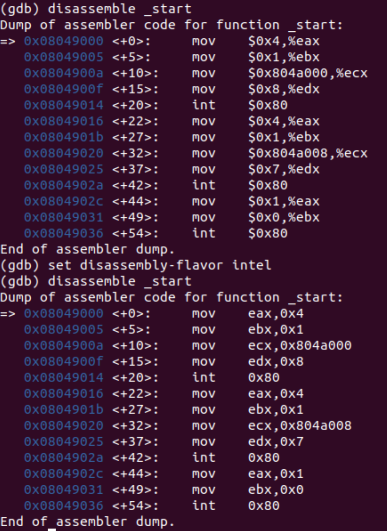 (gdb) disassemble _start
Dump of assembler code for function _start:
=> 0x08049000 <+0>:     mov    $0x4,%eax
   0x08049005 <+5>:     mov    $0x1,%ebx
   0x0804900a <+10>:    mov    $0x804a000,%ecx
   0x0804900f <+15>:    mov    $0x8,%edx
   0x08049014 <+20>:    int    $0x80
   0x08049016 <+22>:    mov    $0x4,%eax
   0x0804901b <+27>:    mov    $0x1,%ebx
   0x08049020 <+32>:    mov    $0x804a008,%ecx
   0x08049025 <+37>:    mov    $0x7,%edx
   0x0804902a <+42>:    int    $0x80
   0x0804902c <+44>:    mov    $0x1,%eax
   0x08049031 <+49>:    mov    $0x0,%ebx
   0x08049036 <+54>:    int    $0x80
End of assembler dump.
(gdb) set disassembly-flavor intel
(gdb) disassemble _start
Dump of assembler code for function _start:
=> 0x08049000 <+0>:     mov    eax,0x4
   0x08049005 <+5>:     mov    ebx,0x1
   0x0804900a <+10>:    mov    ecx,0x804a000
   0x0804900f <+15>:    mov    edx,0x8
   0x08049014 <+20>:    int    0x80
   0x08049016 <+22>:    mov    eax,0x4
   0x0804901b <+27>:    mov    ebx,0x1
   0x08049020 <+32>:    mov    ecx,0x804a008
   0x08049025 <+37>:    mov    edx,0x7
   0x0804902a <+42>:    int    0x80
   0x0804902c <+44>:    mov    eax,0x1
   0x08049031 <+49>:    mov    ebx,0x0
   0x08049036 <+54>:    int    0x80
End of assembler dump.